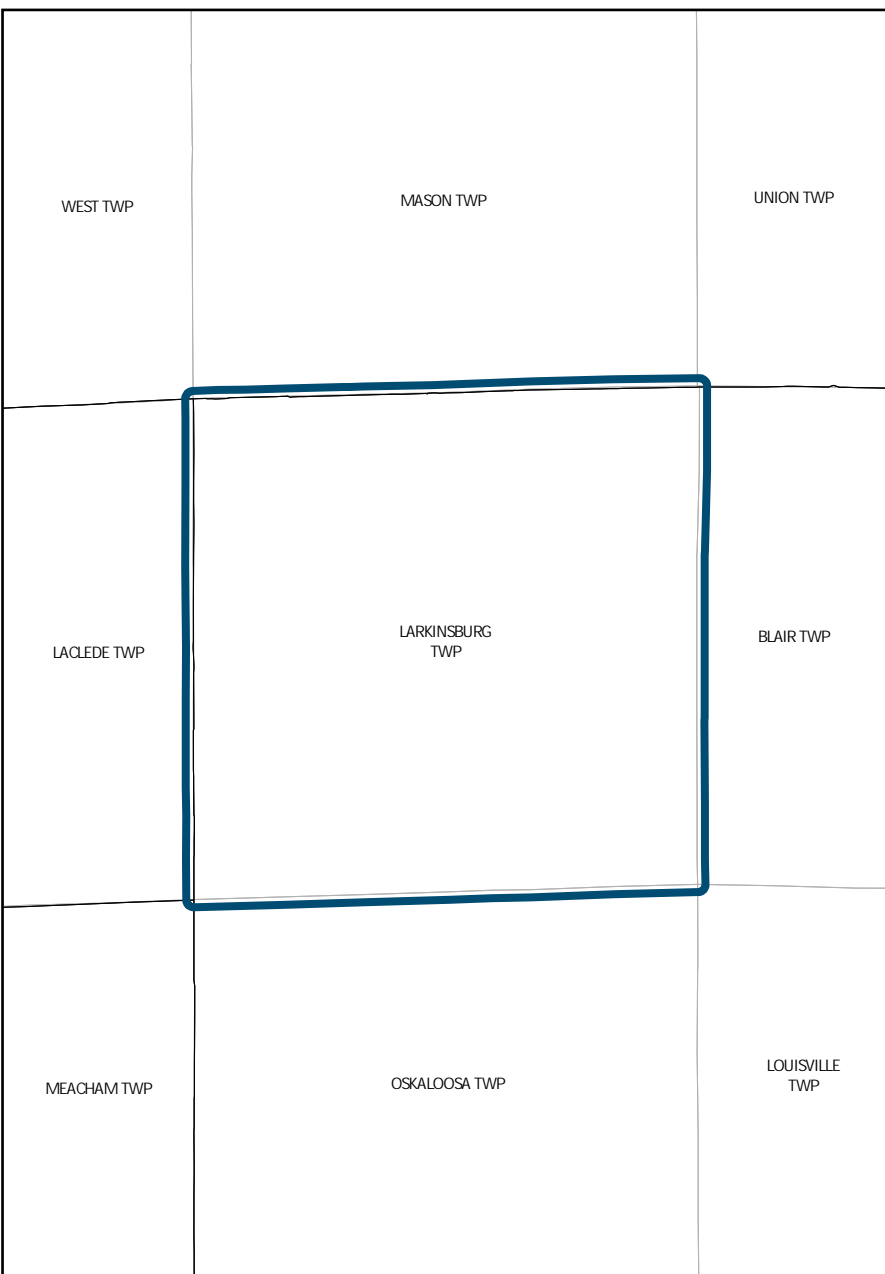 WEST TWP
MASON TWP
UNION TWP
LACLEDE TWP
LARKINSBURG
TWP
BLAIR TWP
MEACHAM TWP
OSKALOOSA TWP
LOUISVILLE
TWP